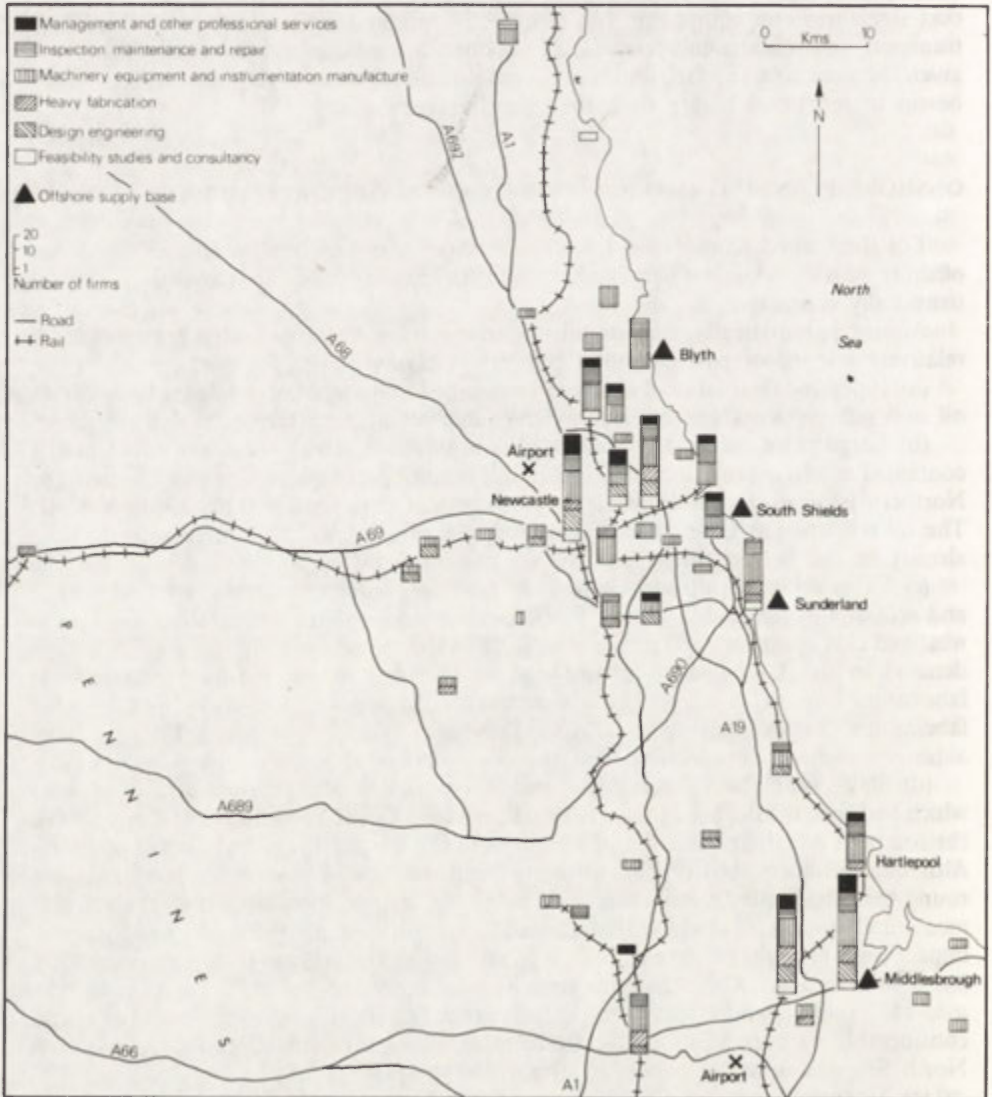 Management and other professional services
Inspection maintenance and repair
Machinery equipment and instrumentation manufacture
Heavy fabrication
Design engineering
Feasibility studies and consultancy
Offshore supply base
20
10
1
Number of firms
Road
Rail
0 Kms 10
N
A697
A1
A68
North
Sea
Blyth
Airport
Newcastle
South Shields
A69
Sunderland
A690
A19
P
E
N
N
I
N
E
S
A689
Hartlepool
Middlesbrough
A66
A1
Airport